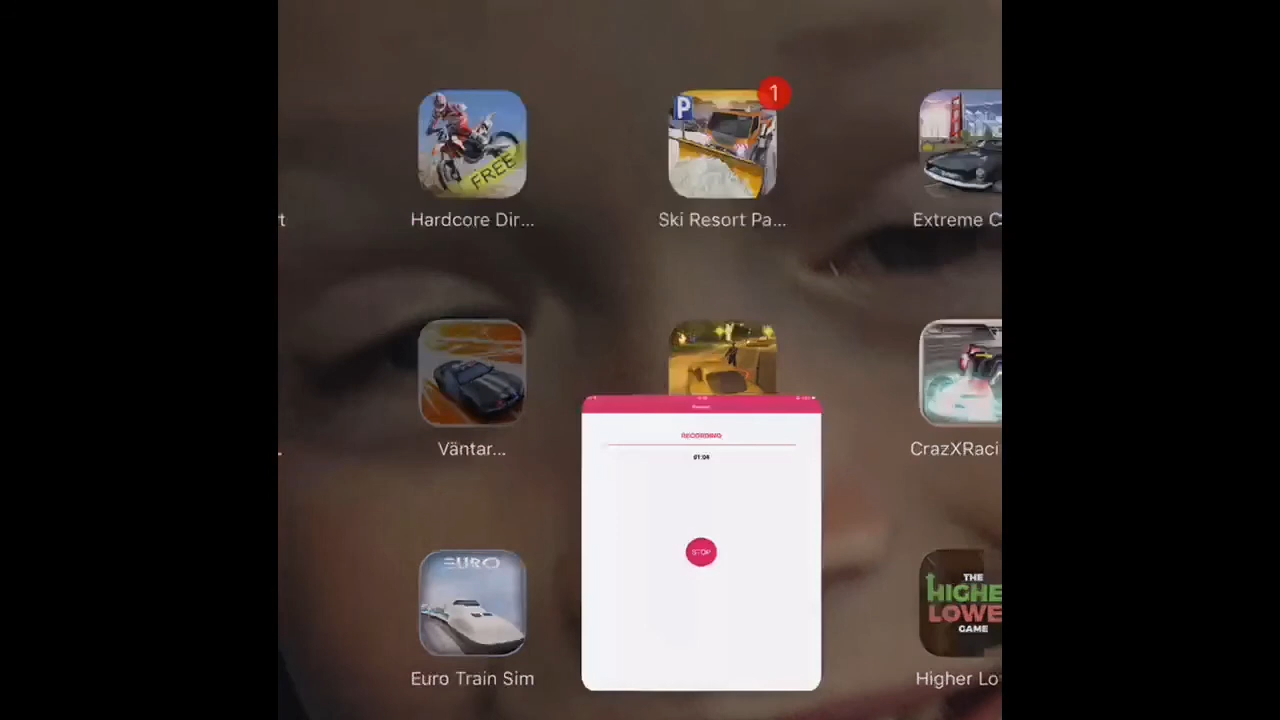 P
1
FREE
t
Hardcore Dir...
Ski Resort Pa...
Extreme C
.
Väntar...
CrazXRaci
RECORDING
01:04
STOP
EURO
THE
HIGHE
LOWE
GAME
Euro Train Sim
Higher Lo